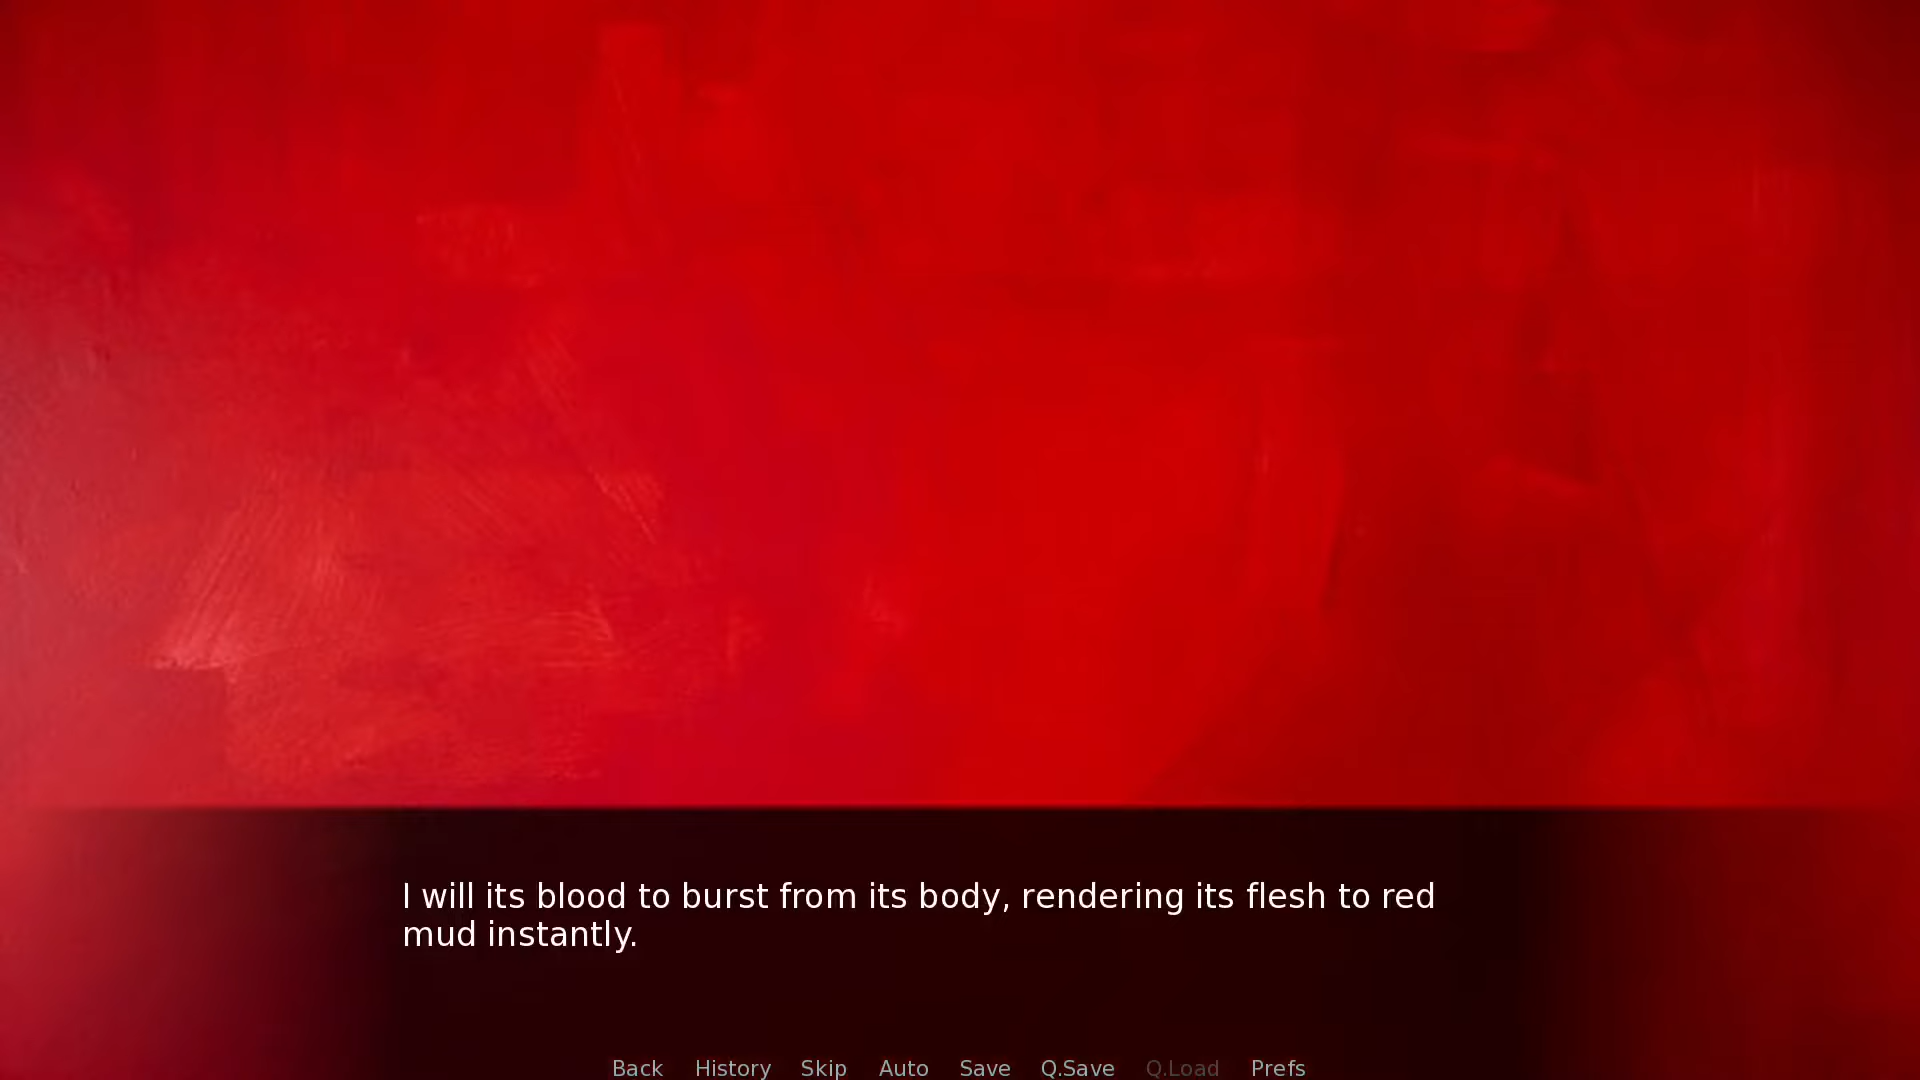 I will its blood to burst from its body, rendering its flesh to red
mud instantly.
Back History Skip Auto Save Q.Save Q.Load Prefs